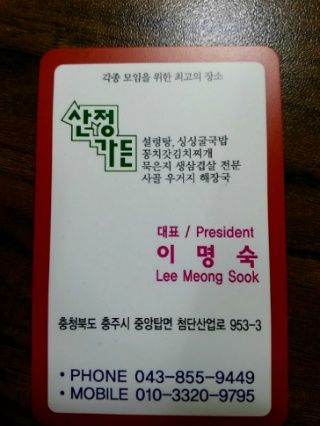 각종 모임을 위한 최고의 장소
산정
가든
설령탕, 싱싱굴국밥
꽁치갓김치찌개
묵은지 생삼겹살 전문
사골 우거지 해장국
대표 / President
이 명 숙
Lee Meong Sook
충청북도 충주시 중앙탑면 첨단산업로 953-3
• PHONE 043-855-9449
• MOBILE 010-3320-9795